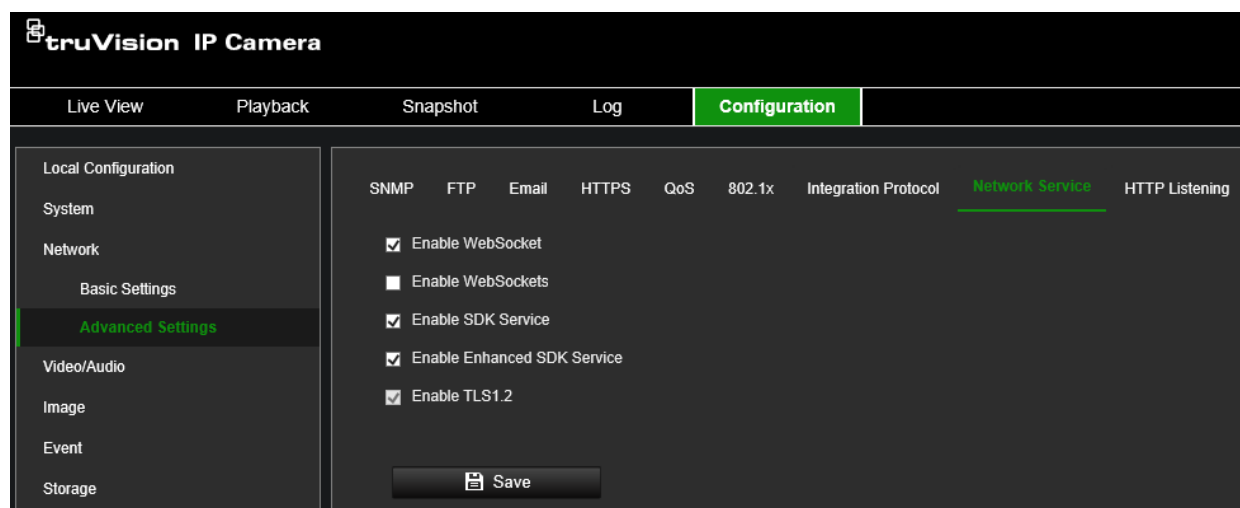 truVision IP Camera
Live View Playback Snapshot Log Configuration
Local Configuration
System
Network
Basic Settings
Advanced Settings
Video/Audio
Image
Event
Storage
SNMP FTP Email HTTPS QoS 802.1x Integration Protocol Network Service HTTP Listening
Enable WebSocket
Enable WebSockets
Enable SDK Service
Enable Enhanced SDK Service
Enable TLS1.2
Save